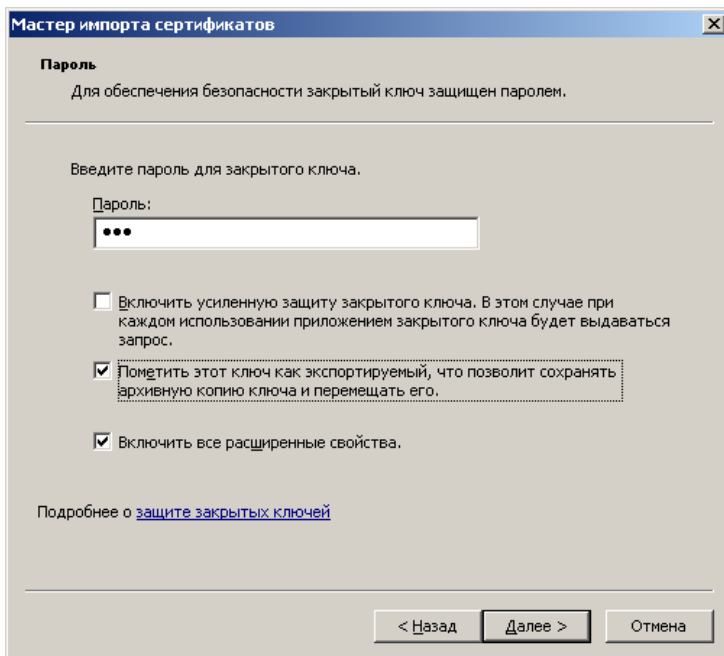 Мастер импорта сертификатов
Пароль
Для обеспечения безопасности закрытый ключ защищен паролем.
Введите пароль для закрытого ключа.
Пароль:
•••
Включить усиленную защиту закрытого ключа. В этом случае при
каждом использовании приложением закрытого ключа будет выдаваться
запрос.
Пометить этот ключ как экспортируемый, что позволит сохранять
архивную копию ключа и перемещать его.
Включить все расширенные свойства.
Подробнее о защите закрытых ключей
< Назад Далее > Отмена